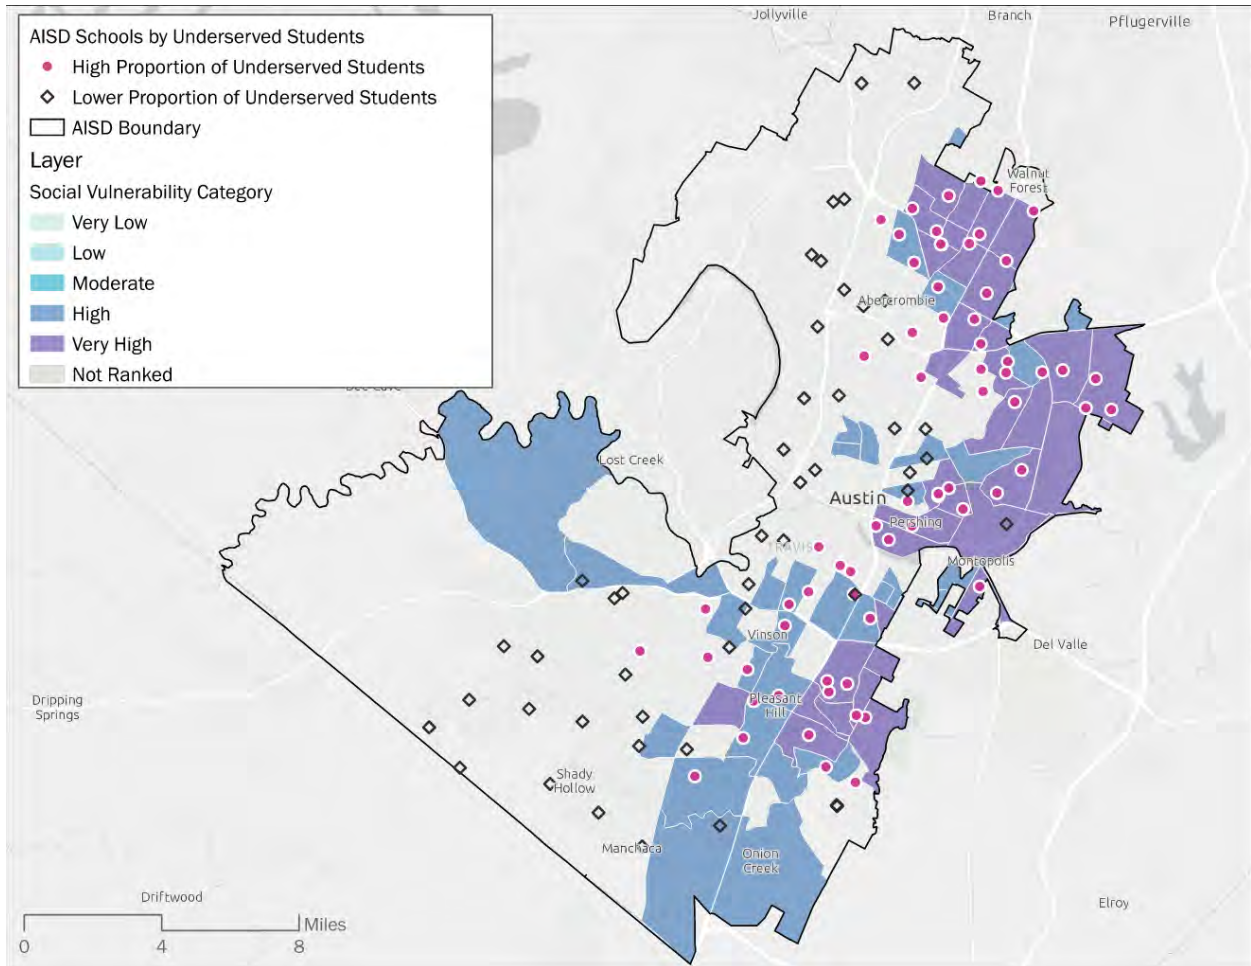 Jollyville
Branch
Pflugerville
AISD Schools by Underserved Students
High Proportion of Underserved Students
Lower Proportion of Underserved Students
AISD Boundary
Layer
Social Vulnerability Category
Very Low
Low
Moderate
High
Very High
Not Ranked
Walnut
Forest
Abercrombie
Lost Creek
Austin
Pershing
TRAVIS
Montopolis
Vinson
Del Valle
Dripping
Springs
Pleasant
Hill
Shady
Hollow
Manchaca
Onion
Creek
Driftwood
Elroy
Miles
0 4 8